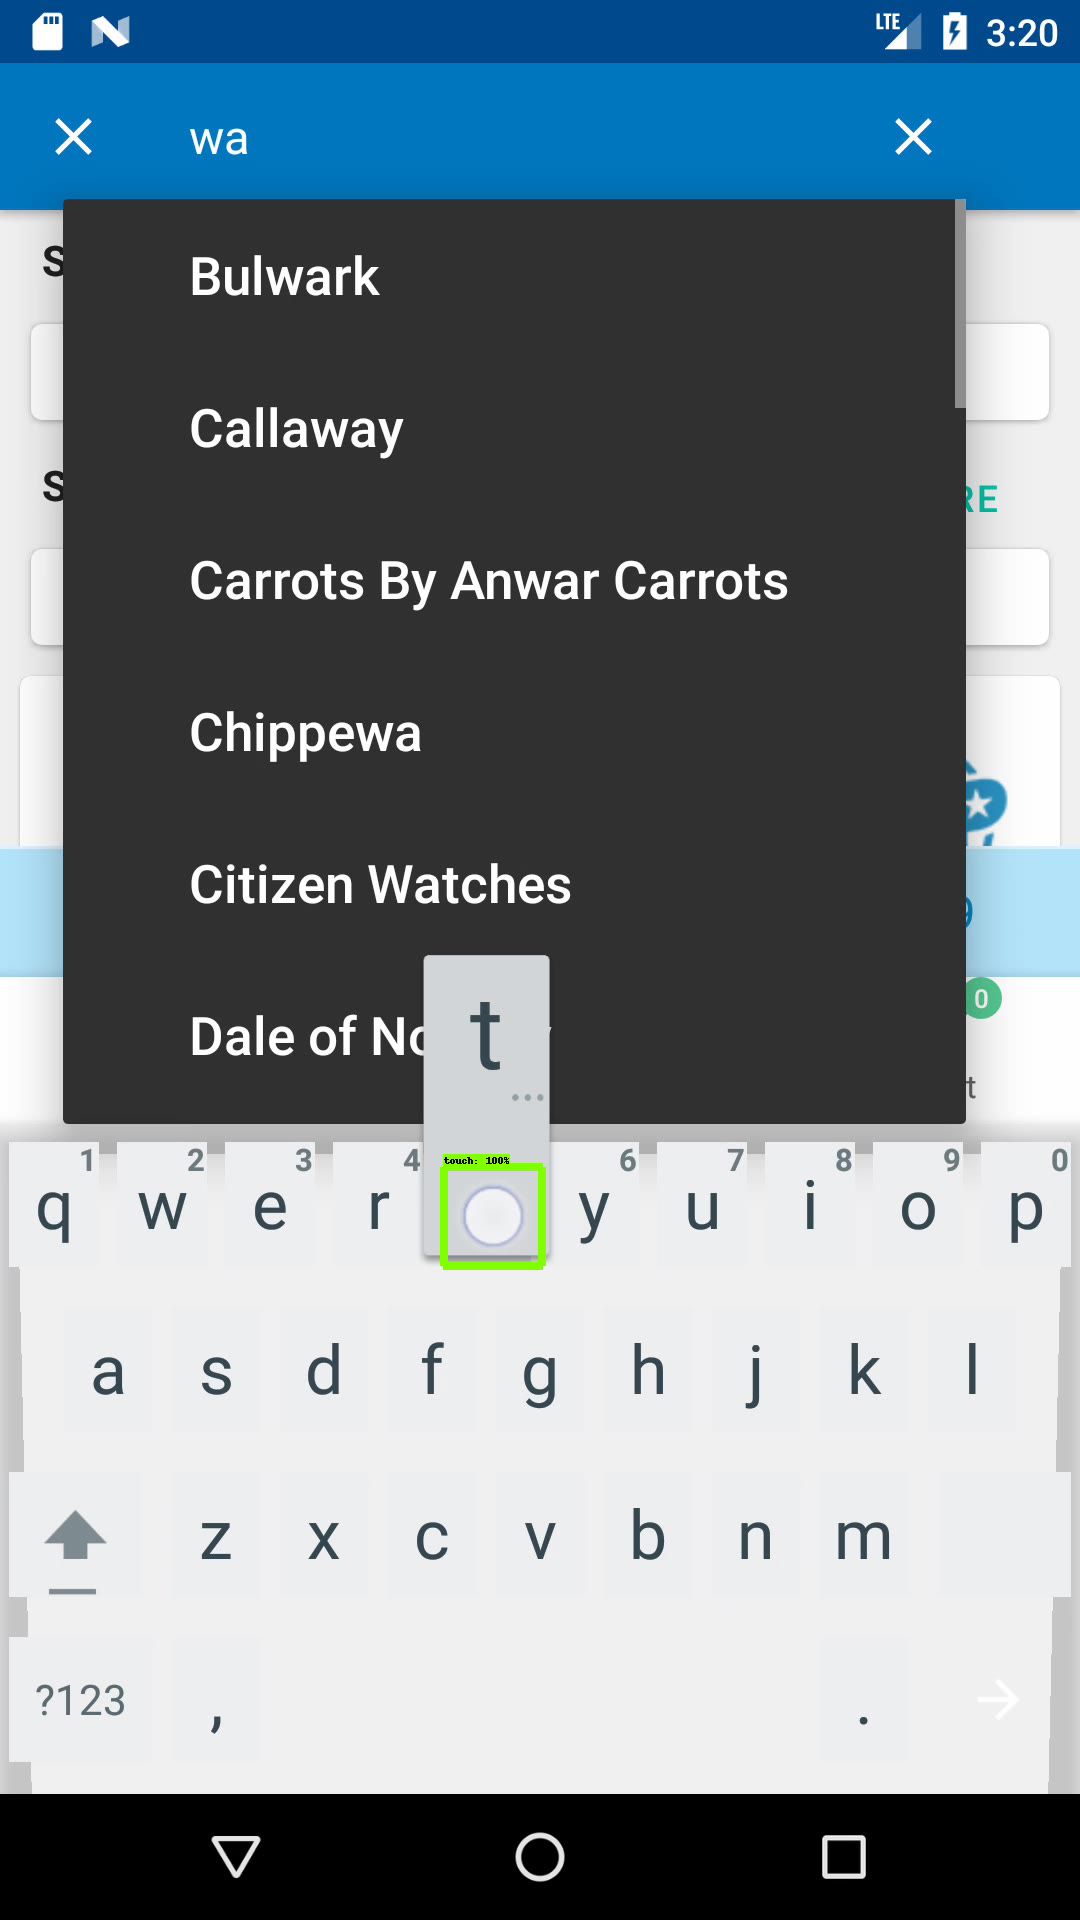 LTE 3:20
wa
S
Bulwark
Callaway
S
RE
Carrots By Anwar Carrots
Chippewa
Citizen Watches
9
0
Dale of No
t
t
touch: 100%
1 2 3 4 6 7 8 9 0
q w e r y u i o p
a s d f g h j k l
z x c v b n m
?123 , .